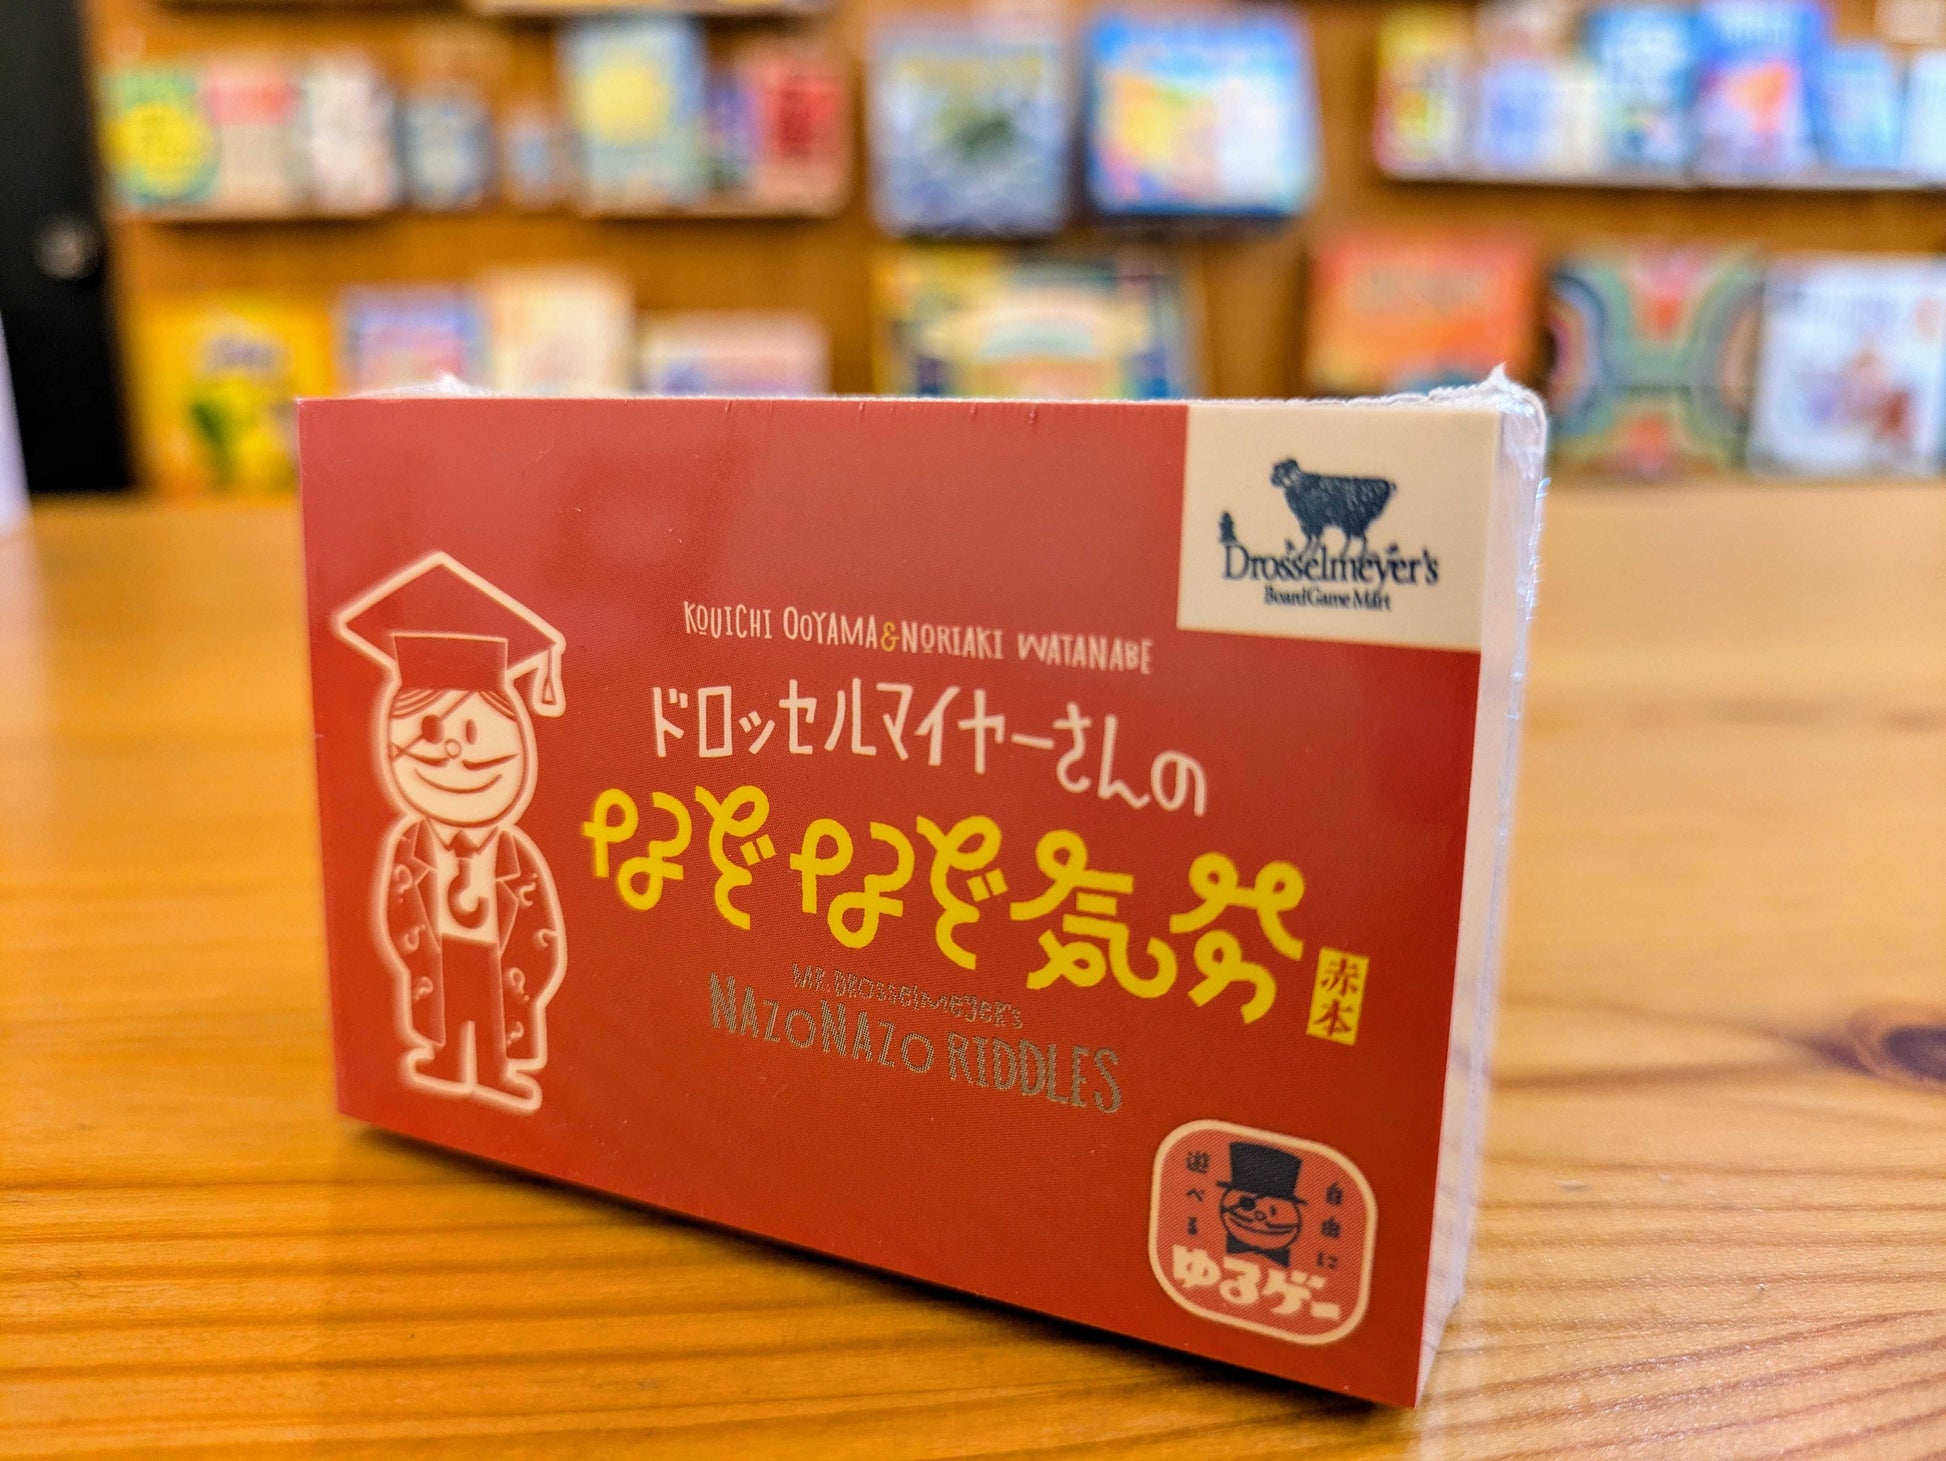 Drosselmeyer's
BoardGame Mart
KOUICHI OOYAMA & NORIAKI WATANABE
ドロッセルマイヤーさんの
なぞなぞ気分
赤本
MR. DROSSELMEYER'S
NAZONAZO RIDDLES
自由に
遊べる
ゆるゲー